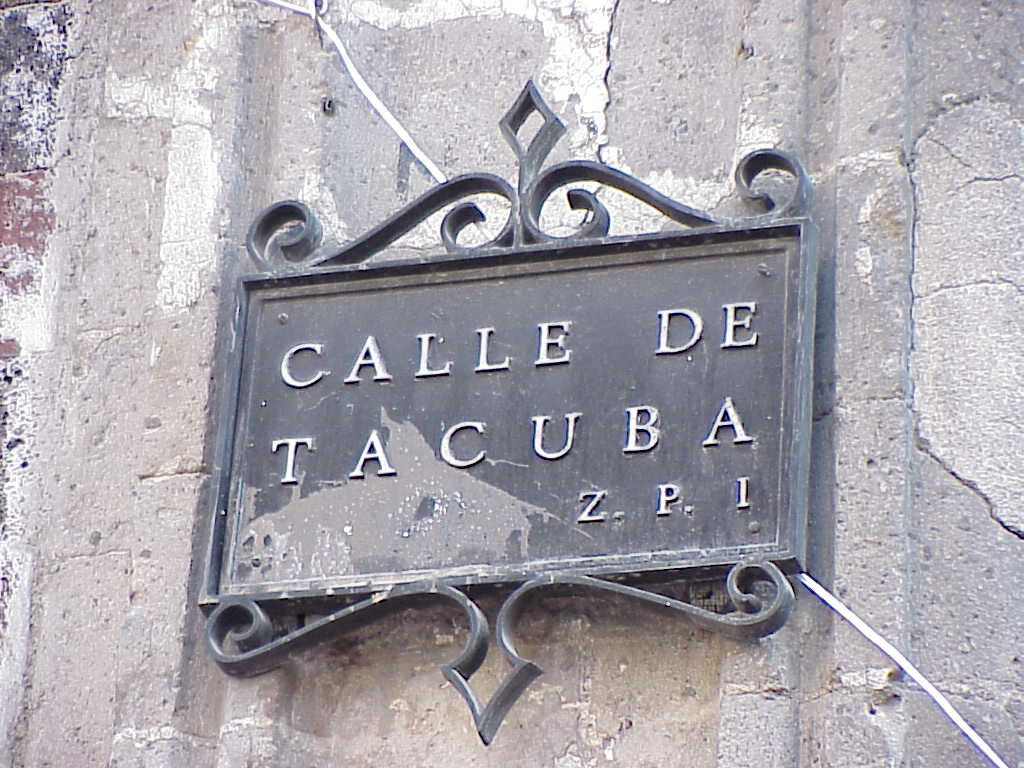 CALLE DE
TACUBA
Z. P. 1